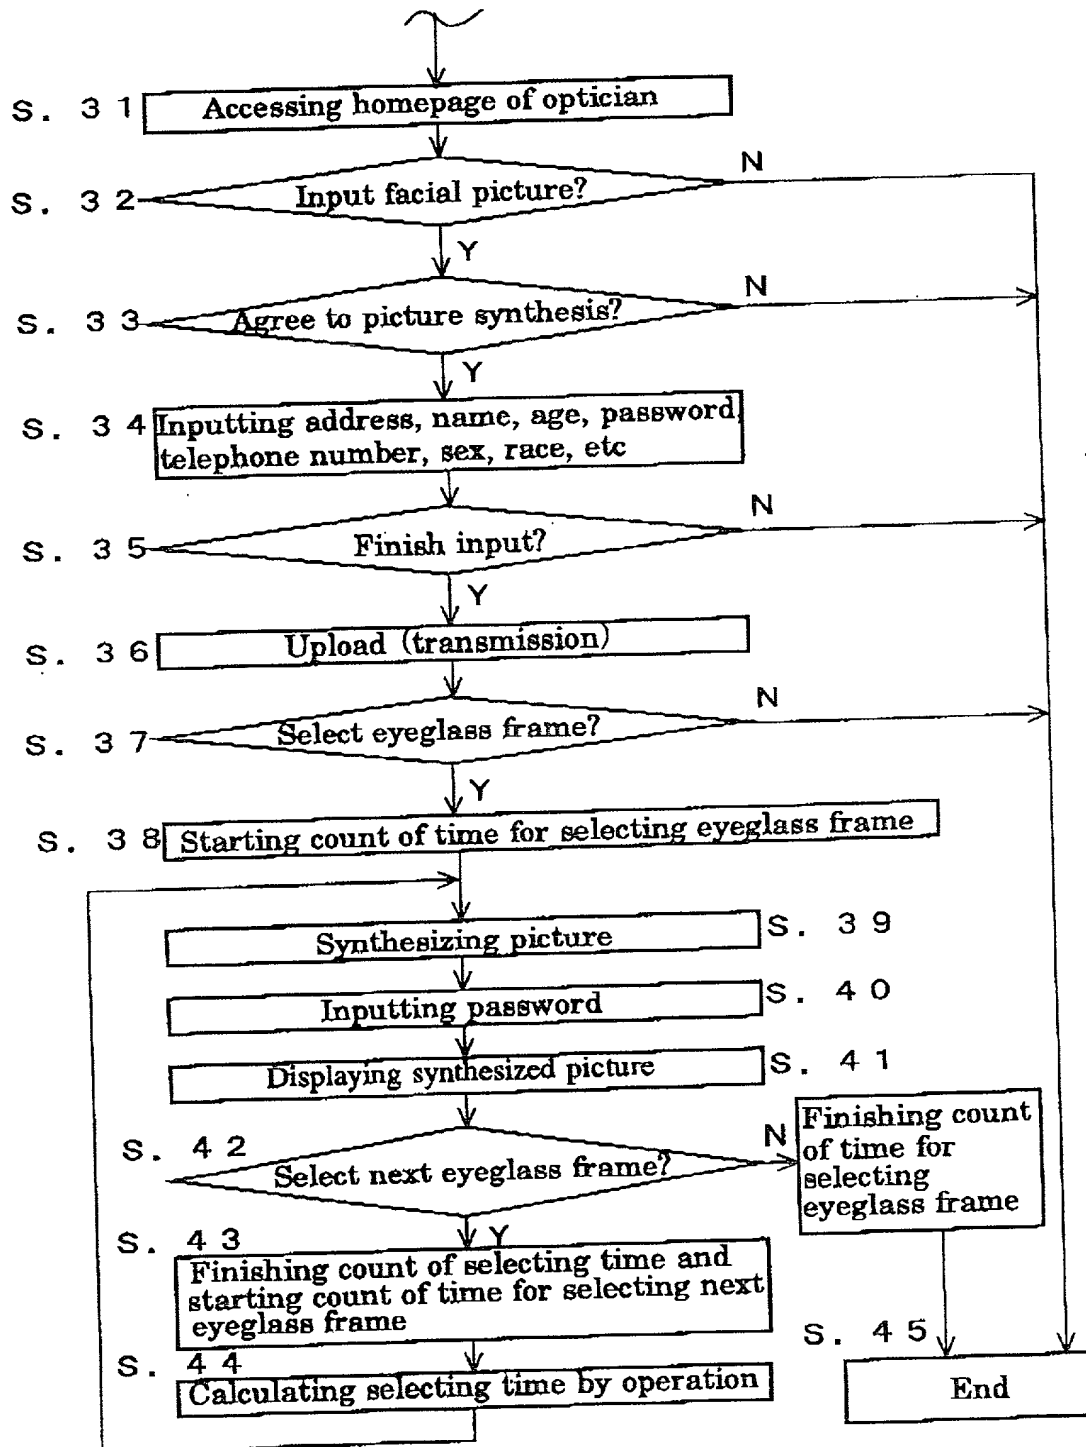 S. 31 Accessing homepage of optician
N
S. 32 Input facial picture?
Y
N
S. 33 Agree to picture synthesis?
Y
S. 34 Inputting address, name, age, password,
telephone number, sex, race, etc
N
S. 35 Finish input?
Y
S. 36 Upload (transmission)
N
S. 37 Select eyeglass frame?
Y
S. 38 Starting count of time for selecting eyeglass frame
Synthesizing picture S. 39
Inputting password S. 40
Displaying synthesized picture S. 41
S. 42 Select next eyeglass frame?
N
Finishing count
of time for
selecting
eyeglass frame
Y
S. 43
Finishing count of selecting time and
starting count of time for selecting next
eyeglass frame
S. 44
Calculating selecting time by operation
S. 45
End